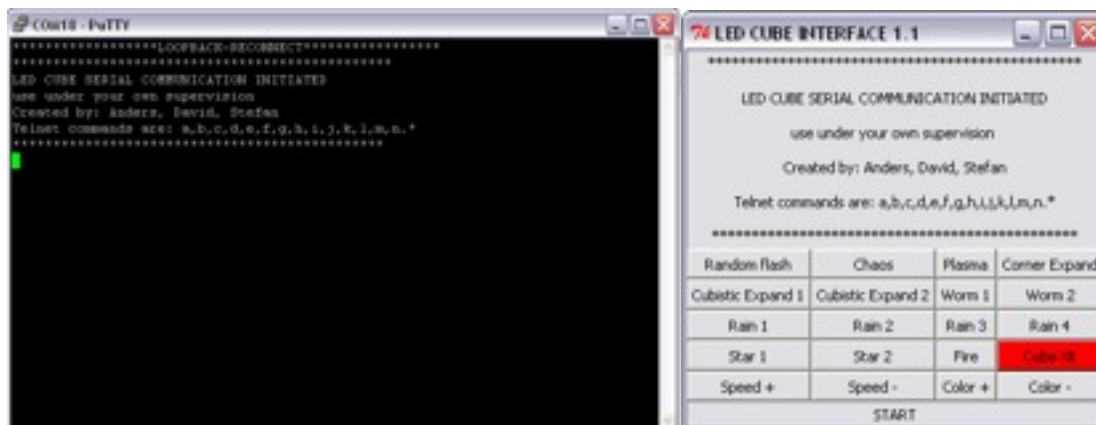 COM18 - PuTTY
******************LOOPBACK-RECONNECT*****************
***********************************************
LED CUBE SERIAL COMMUNICATION INITIATED
use under your own supervision
Created by: Anders, David, Stefan
Telnet commands are: a,b,c,d,e,f,g,h,i,j,k,l,m,n.*
**********************************************
LED CUBE INTERFACE 1.1
***********************************************
LED CUBE SERIAL COMMUNICATION INITIATED
use under your own supervision
Created by: Anders, David, Stefan
Telnet commands are: a,b,c,d,e,f,g,h,i,j,k,l,m,n.*
**********************************************
Random flash Chaos Plasma Corner Expand
Cubistic Expand 1 Cubistic Expand 2 Worm 1 Worm 2
Rain 1 Rain 2 Rain 3 Rain 4
Star 1 Star 2 Fire Cube
Speed + Speed - Color + Color -
START